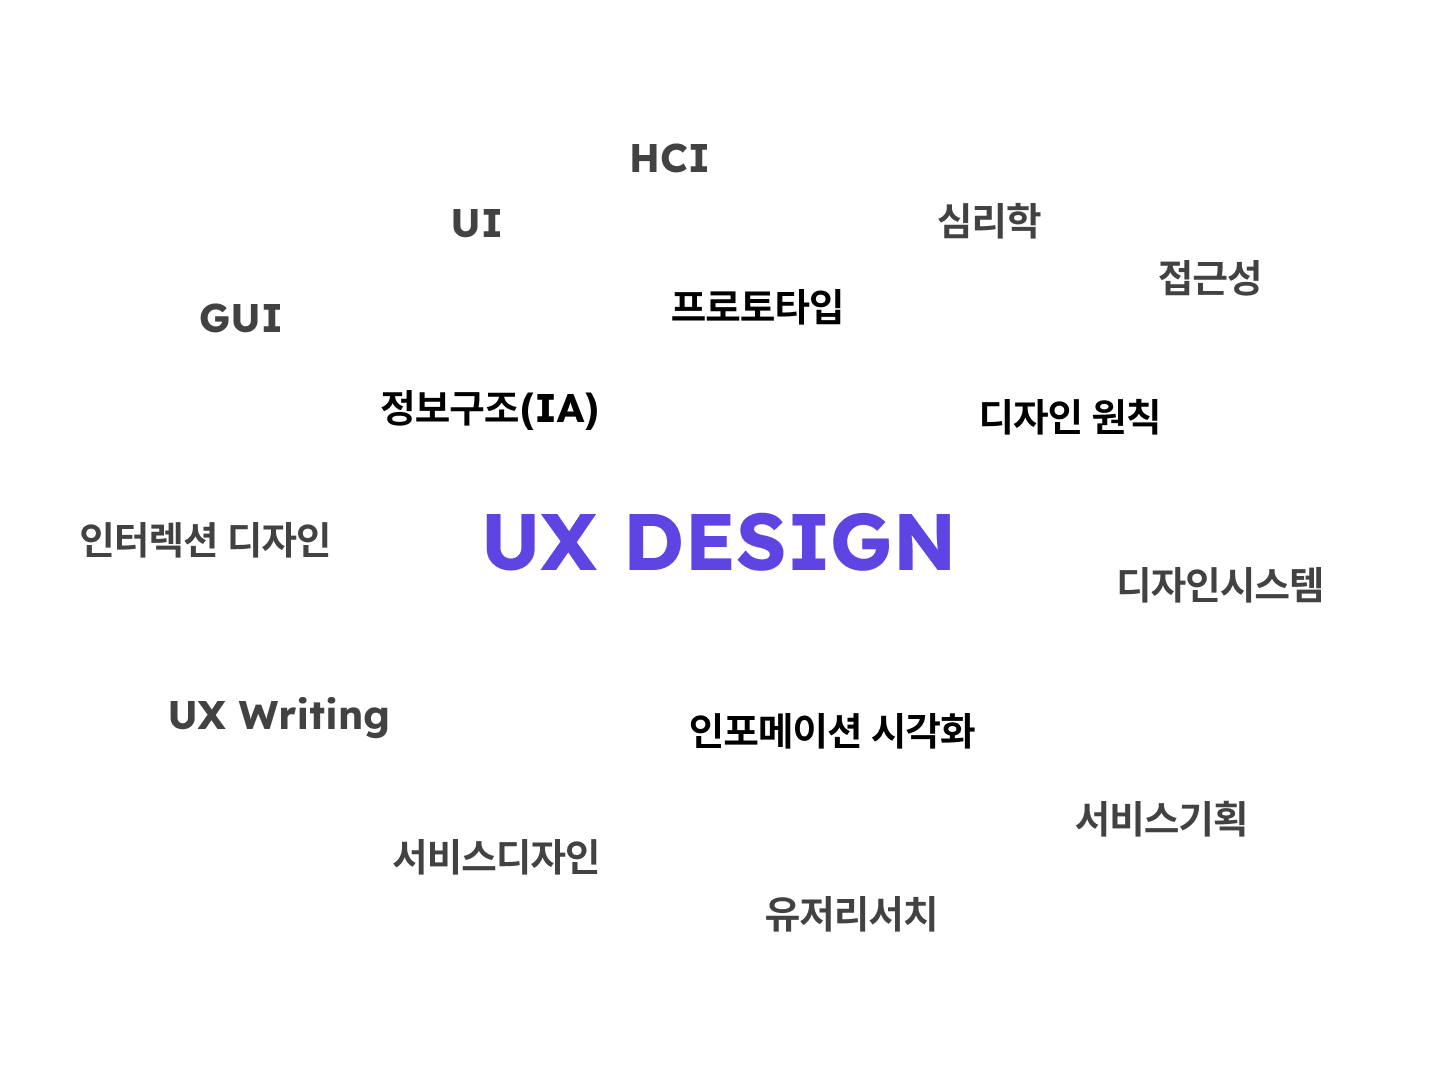 HCI
UI
심리학
접근성
GUI
프로토타입
정보구조(IA)
디자인 원칙
인터렉션 디자인
UX DESIGN
디자인시스템
UX Writing
인포메이션 시각화
서비스기획
서비스디자인
유저리서치